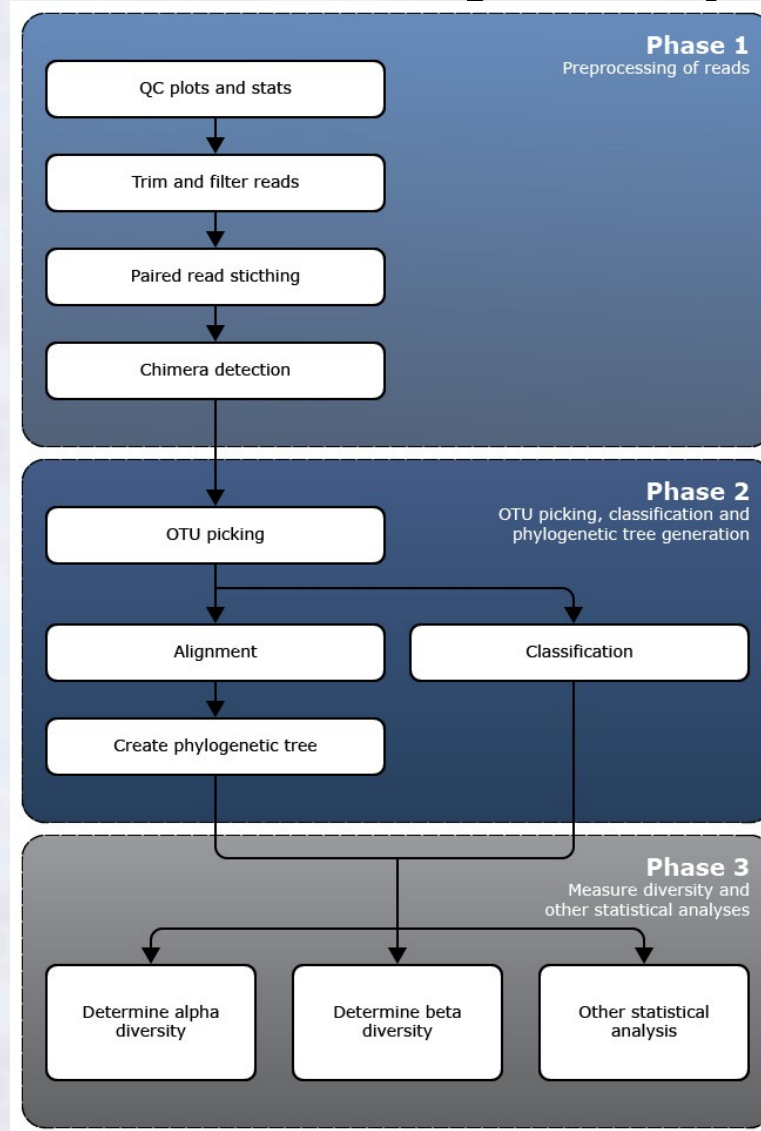 Phase 1
Preprocessing of reads
QC plots and stats
Trim and filter reads
Paired read sticthing
Chimera detection
Phase 2
OTU picking, classification and
phylogenetic tree generation
OTU picking
Alignment
Classification
Create phylogenetic tree
Phase 3
Measure diversity and
other statistical analyses
Determine alpha
diversity
Determine beta
diversity
Other statistical
analysis